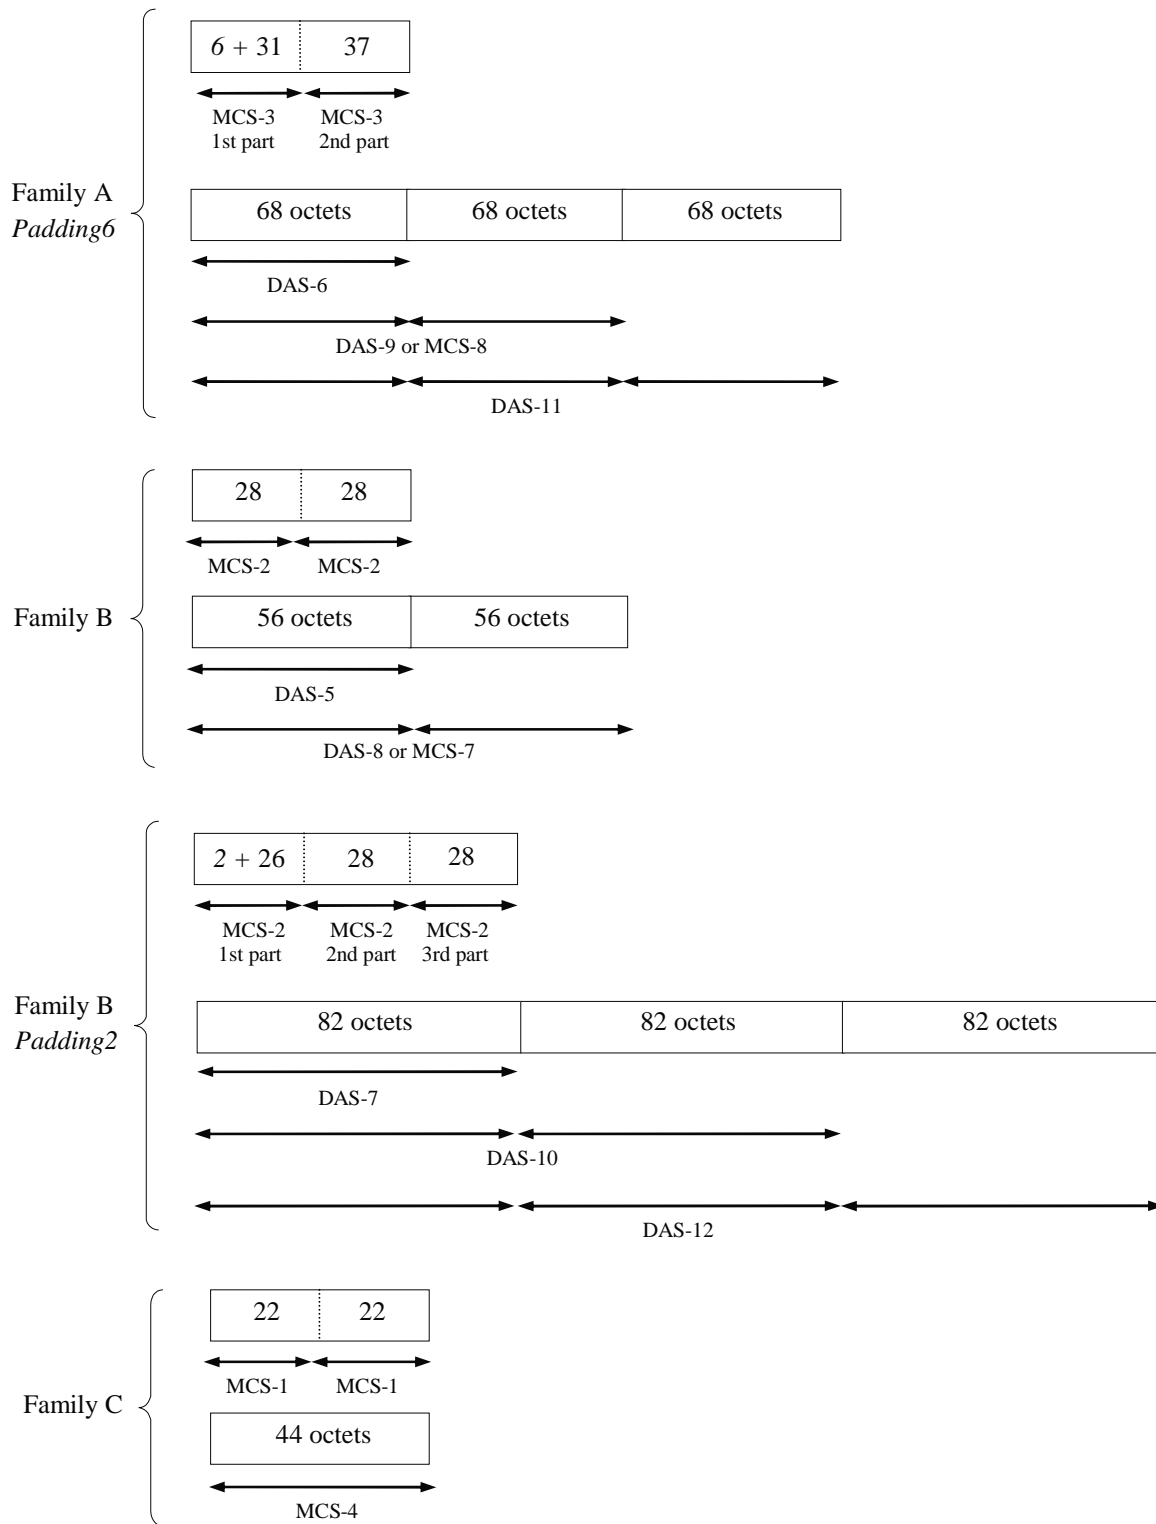 6 + 31 37
MCS-3 MCS-3
1st part 2nd part
Family A
Padding6
68 octets 68 octets 68 octets
DAS-6
DAS-9 or MCS-8
DAS-11
28 28
MCS-2 MCS-2
Family B
56 octets 56 octets
DAS-5
DAS-8 or MCS-7
2 + 26 28 28
MCS-2 MCS-2 MCS-2
1st part 2nd part 3rd part
Family B
Padding2
82 octets 82 octets 82 octets
DAS-7
DAS-10
DAS-12
22 22
MCS-1 MCS-1
Family C
44 octets
MCS-4